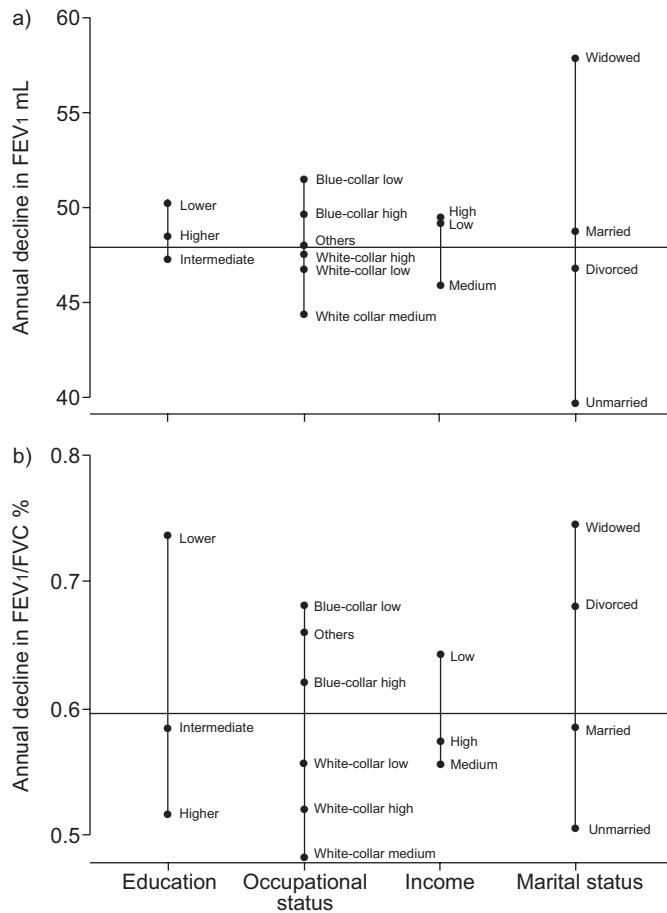 a)
Annual decline in FEV1 mL
60
55
50
45
40
Lower
Higher
Intermediate
Blue-collar low
Blue-collar high
Others
White-collar high
White-collar low
White collar medium
High
Low
Medium
Widowed
Married
Divorced
Unmarried
b)
Annual decline in FEV1/FVC %
0.8
0.7
0.6
0.5
Lower
Intermediate
Higher
Blue-collar low
Others
Blue-collar high
White-collar low
White-collar high
White-collar medium
Low
High
Medium
Widowed
Divorced
Married
Unmarried
Education
Occupational
status
Income
Marital status